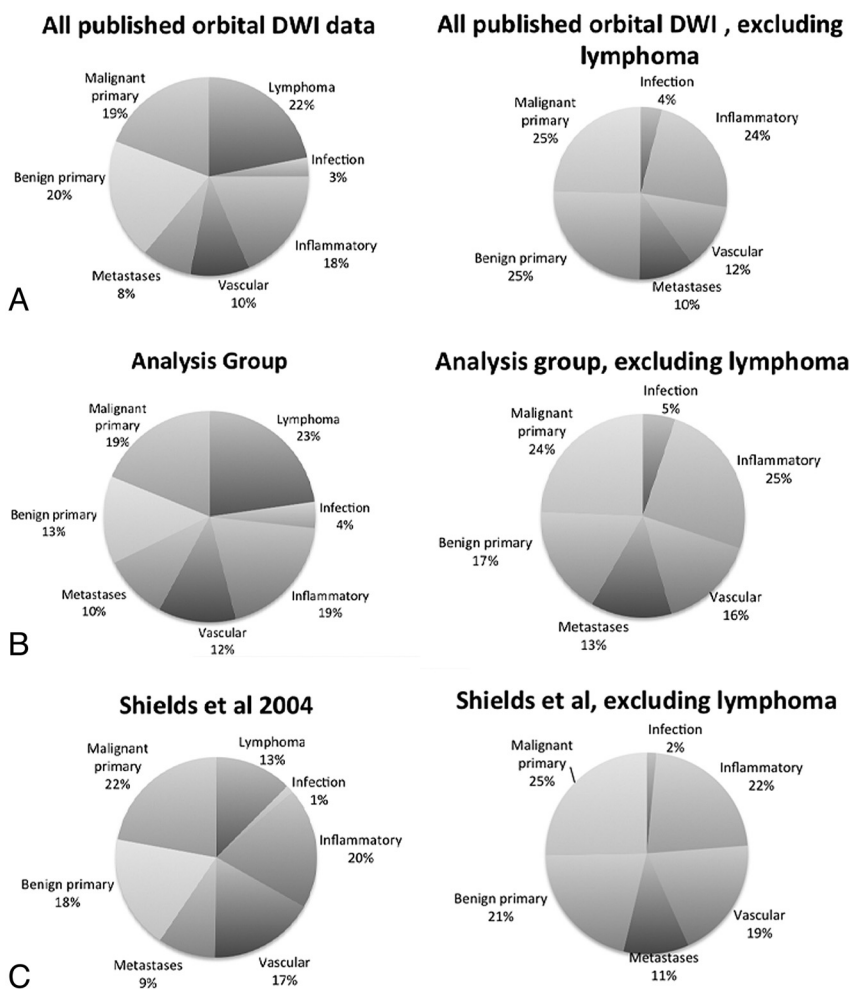 All published orbital DWI data
Malignant
primary
19%
Lymphoma
22%
Infection
3%
Inflammatory
18%
Vascular
10%
Metastases
8%
Benign primary
20%
A
All published orbital DWI , excluding
lymphoma
Infection
4%
Inflammatory
24%
Vascular
12%
Metastases
10%
Benign primary
25%
Malignant
primary
25%
Analysis Group
Malignant
primary
19%
Lymphoma
23%
Infection
4%
Inflammatory
19%
Vascular
12%
Metastases
10%
Benign primary
13%
B
Analysis group, excluding lymphoma
Infection
5%
Inflammatory
25%
Vascular
16%
Metastases
13%
Benign primary
17%
Malignant
primary
24%
Shields et al 2004
Malignant
primary
22%
Lymphoma
13%
Infection
1%
Inflammatory
20%
Vascular
17%
Metastases
9%
Benign primary
18%
C
Shields et al, excluding lymphoma
Infection
2%
Inflammatory
22%
Vascular
19%
Metastases
11%
Benign primary
21%
Malignant
primary
25%